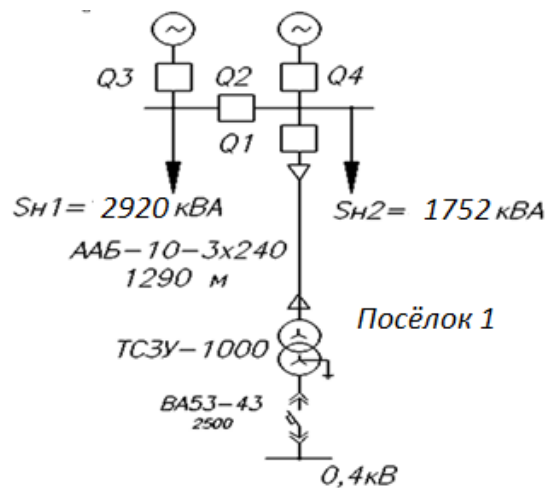 Q3
Q2
Q4
Q1
Sн1= 2920 кВА
Sн2= 1752 кВА
ААБ-10-3х240
1290 м
Посёлок 1
ТСЗУ-1000
ВА53-43
2500
0,4кВ